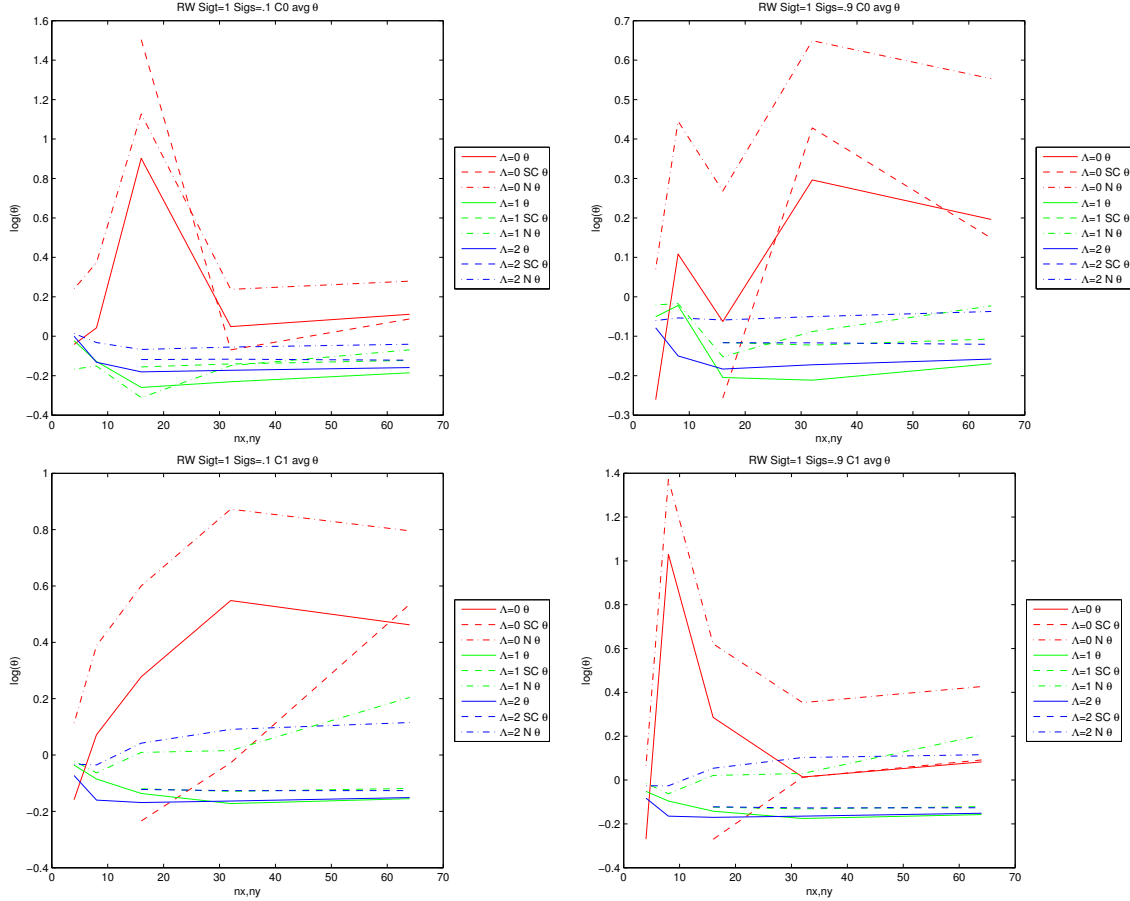 RW Sigt=1 Sigs=.1 C0 avg θ
1.6
1.4
1.2
1
0.8
0.6
0.4
0.2
0
−0.2
−0.4
log(θ)
0 10 20 30 40 50 60 70
nx,ny
Λ=0 θ
Λ=0 SC θ
Λ=0 N θ
Λ=1 θ
Λ=1 SC θ
Λ=1 N θ
Λ=2 θ
Λ=2 SC θ
Λ=2 N θ
RW Sigt=1 Sigs=.9 C0 avg θ
0.7
0.6
0.5
0.4
0.3
0.2
0.1
0
−0.1
−0.2
−0.3
log(θ)
0 10 20 30 40 50 60 70
nx,ny
Λ=0 θ
Λ=0 SC θ
Λ=0 N θ
Λ=1 θ
Λ=1 SC θ
Λ=1 N θ
Λ=2 θ
Λ=2 SC θ
Λ=2 N θ
RW Sigt=1 Sigs=.1 C1 avg θ
1
0.8
0.6
0.4
0.2
0
−0.2
−0.4
log(θ)
0 10 20 30 40 50 60 70
nx,ny
Λ=0 θ
Λ=0 SC θ
Λ=0 N θ
Λ=1 θ
Λ=1 SC θ
Λ=1 N θ
Λ=2 θ
Λ=2 SC θ
Λ=2 N θ
RW Sigt=1 Sigs=.9 C1 avg θ
1.4
1.2
1
0.8
0.6
0.4
0.2
0
−0.2
−0.4
log(θ)
0 10 20 30 40 50 60 70
nx,ny
Λ=0 θ
Λ=0 SC θ
Λ=0 N θ
Λ=1 θ
Λ=1 SC θ
Λ=1 N θ
Λ=2 θ
Λ=2 SC θ
Λ=2 N θ